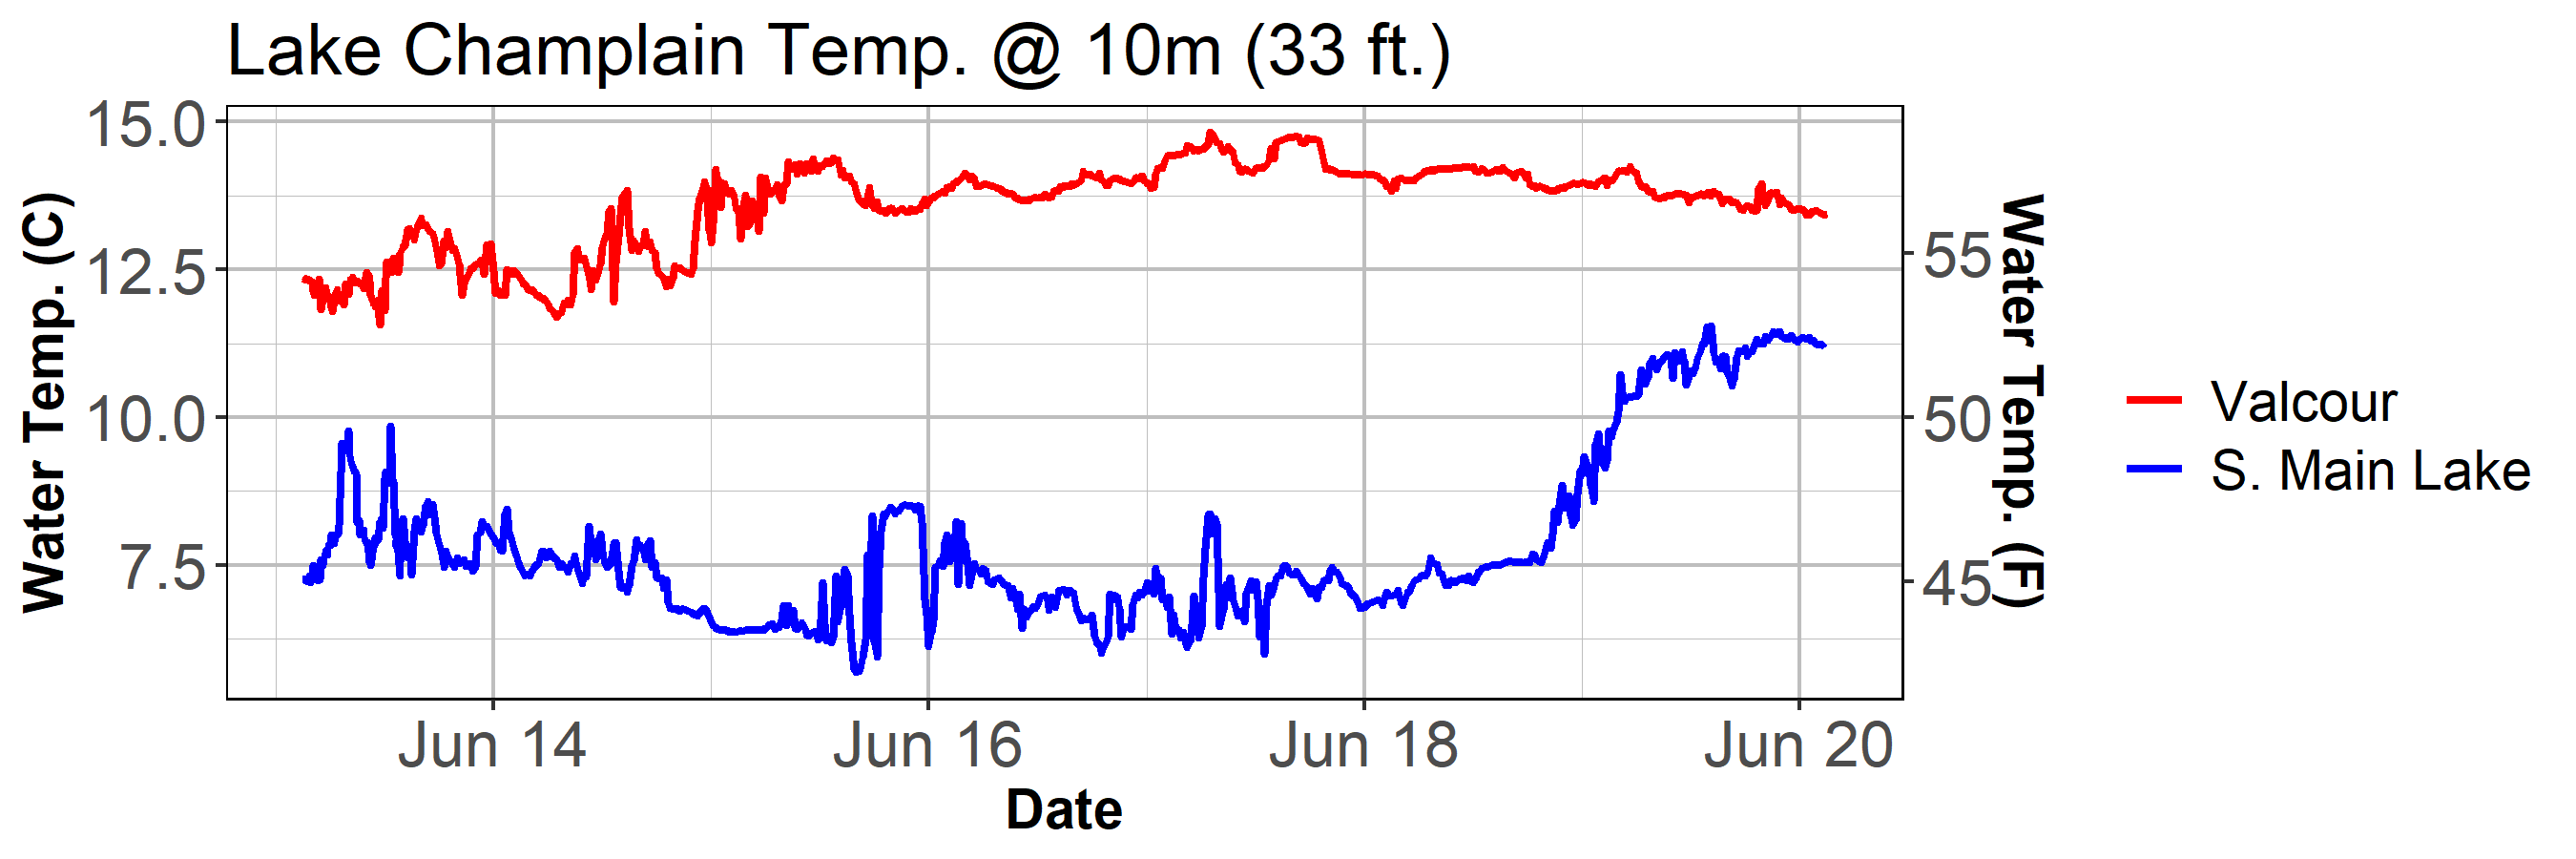 Lake Champlain Temp. @ 10m (33 ft.)
Water Temp. (C)
15.0
12.5
10.0
7.5
55
50
45
Water Temp. (F)
Jun 14 Jun 16 Jun 18 Jun 20
Date
Valcour
S. Main Lake